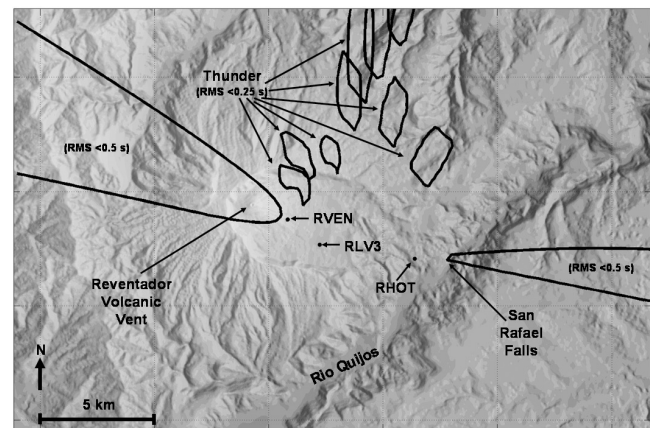 Thunder
(RMS <0.25 s)
(RMS <0.5 s)
RVEN
RLV3
RHOT
(RMS <0.5 s)
Reventador
Volcanic
Vent
San
Rafael
Falls
Rio Quijos
N
5 km